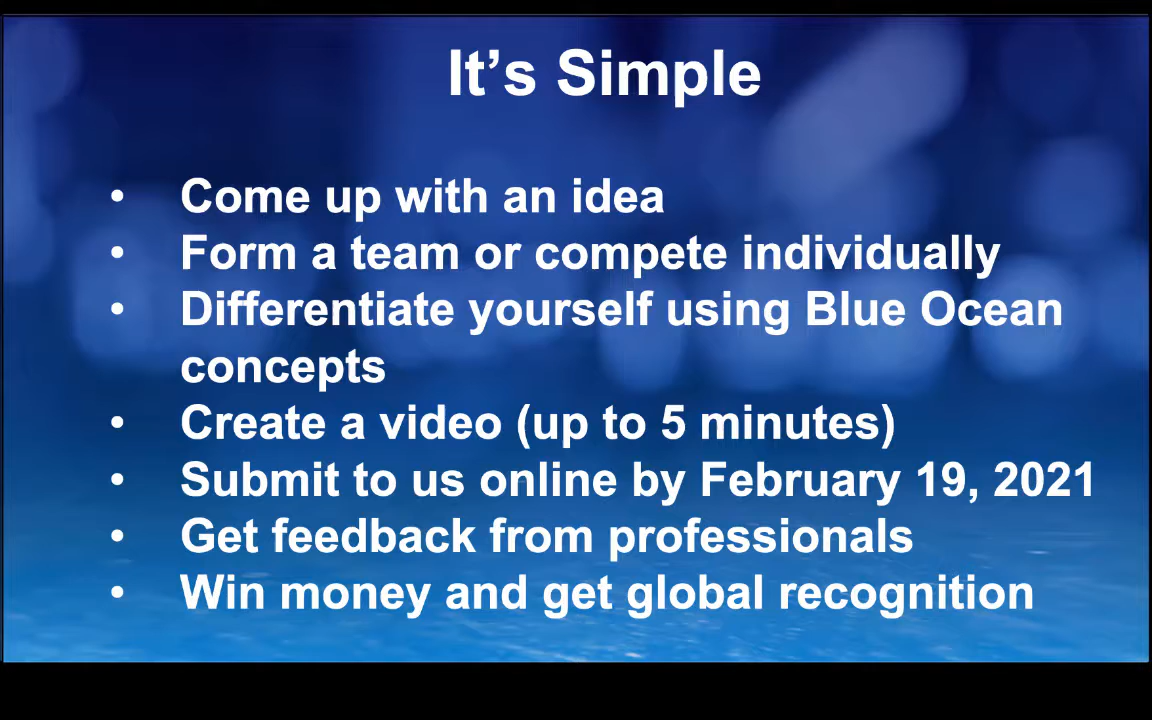 It’s Simple
• Come up with an idea
• Form a team or compete individually
• Differentiate yourself using Blue Ocean
concepts
• Create a video (up to 5 minutes)
• Submit to us online by February 19, 2021
• Get feedback from professionals
• Win money and get global recognition